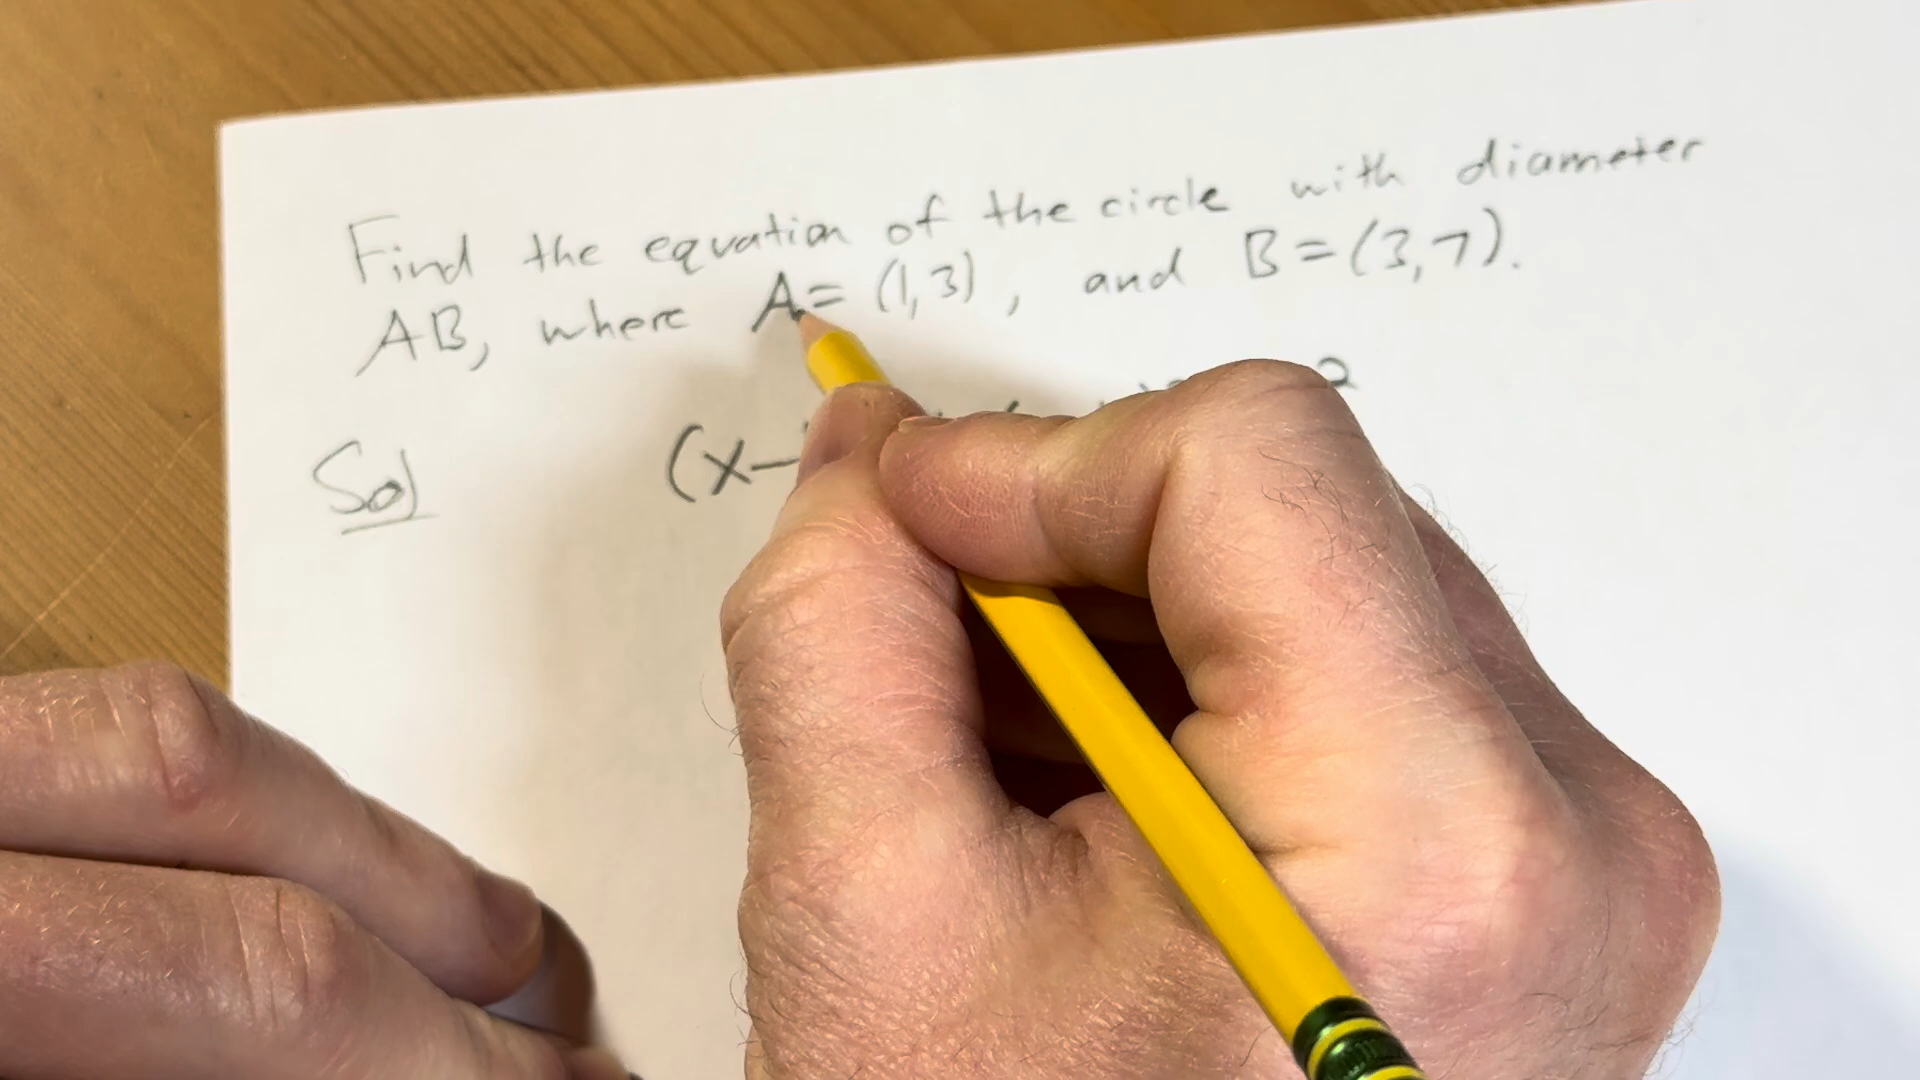 Find the equation of the circle with diameter
AB, where A = (1,3), and B = (3,7).
Sol (x-